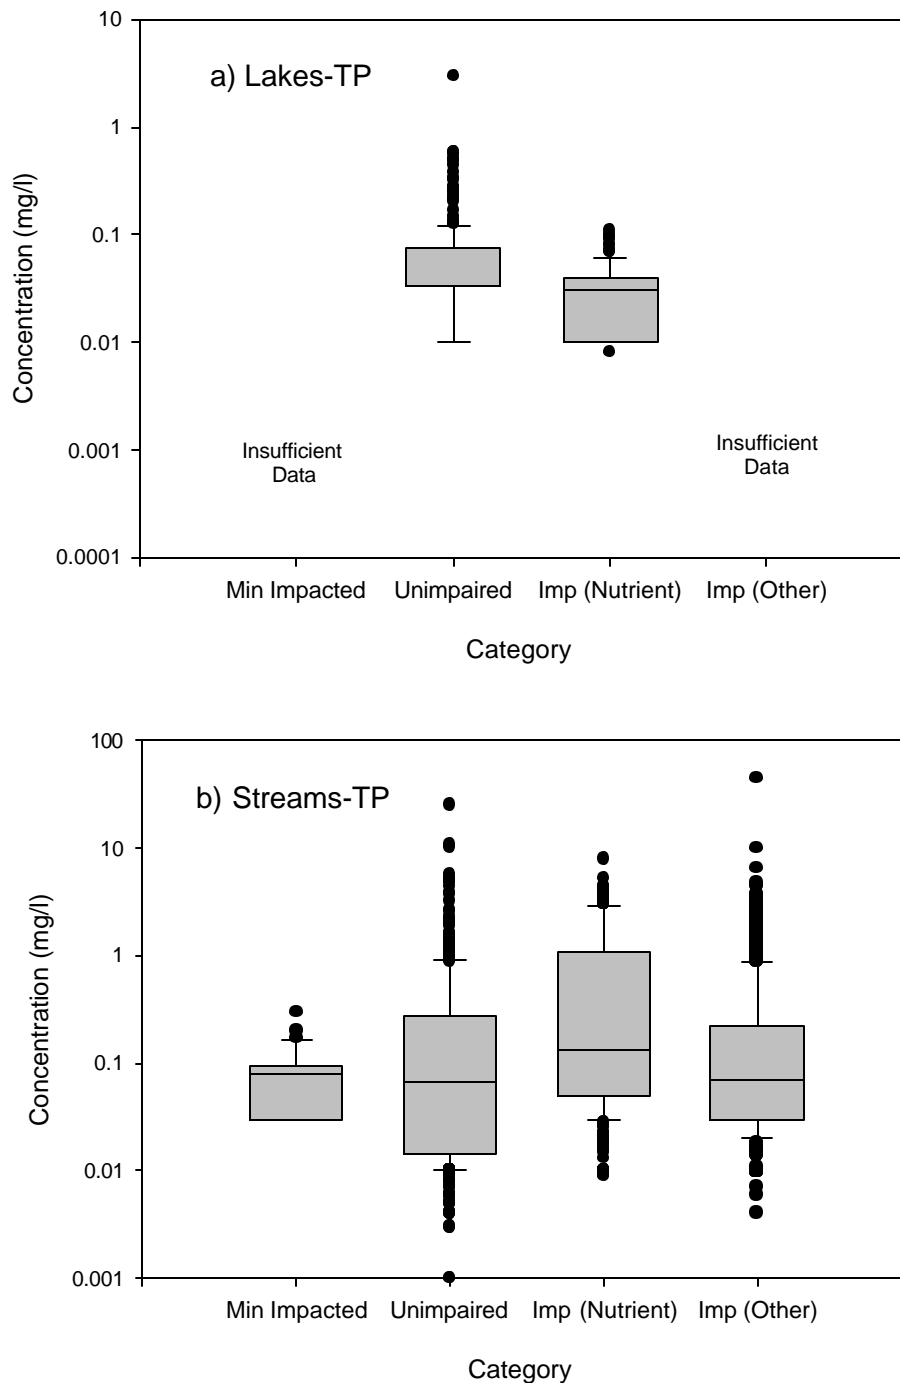 10
a) Lakes-TP
1
0.1
0.01
0.001
0.0001
Concentration (mg/l)
Insufficient
Data
Insufficient
Data
Min Impacted Unimpaired Imp (Nutrient) Imp (Other)
Category
100
b) Streams-TP
10
1
0.1
0.01
0.001
Concentration (mg/l)
Min Impacted Unimpaired Imp (Nutrient) Imp (Other)
Category